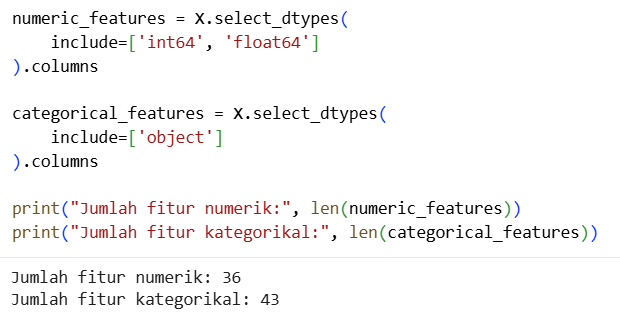 numeric_features = X.select_dtypes(
    include=['int64', 'float64']
).columns

categorical_features = X.select_dtypes(
    include=['object']
).columns

print("Jumlah fitur numerik:", len(numeric_features))
print("Jumlah fitur kategorikal:", len(categorical_features))
Jumlah fitur numerik: 36
Jumlah fitur kategorikal: 43